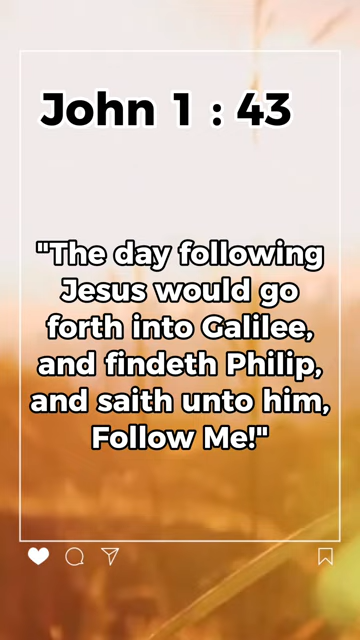 John 1 : 43
"The day following
Jesus would go
forth into Galilee,
and findeth Philip,
and saith unto him,
Follow Me!"